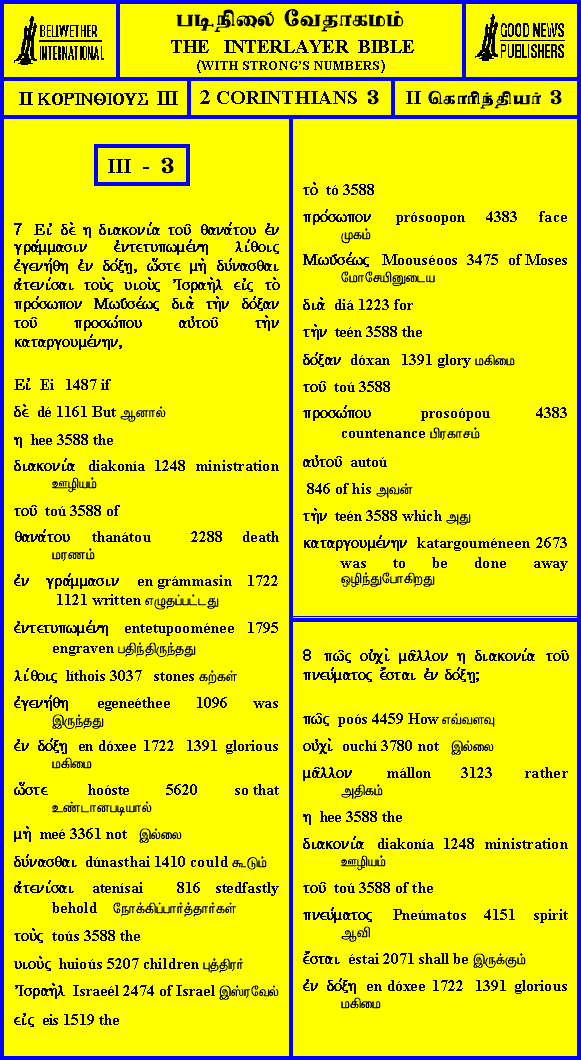 BELLWETHER
INTERNATIONAL
படிநிலை வேதாகமம்
THE INTERLAYER BIBLE
(WITH STRONG'S NUMBERS)
GOOD NEWS
PUBLISHERS
II ΚΟΡΙΝΘΙΟΥΣ III
2 CORINTHIANS 3
II கொரிந்தியர் 3
III - 3
7 Εἰ δὲ η διακονία τοῦ θανάτου ἐν
γράμμασιν ἐντετυπωμένη λίθοις
ἐγενήθη ἐν δόξῃ, ὥστε μὴ δύνασθαι
ἀτενίσαι τοὺς υιοὺς Ἰσραὴλ εἰς τὸ
πρόσωπον Μωΰσέως διὰ τὴν δόξαν
τοῦ προσώπου αὐτοῦ τὴν
καταργουμένην,
Εἰ Ei 1487 if
δὲ dé 1161 But ஆனால்
η hee 3588 the
διακονία diakonía 1248 ministration
ஊழியம்
τοῦ toú 3588 of
θανάτου thanátou 2288 death
மரணம்
ἐν γράμμασιν en grámmasin 1722
1121 written எழுதப்பட்டது
ἐντετυπωμένη entetupooménee 1795
engraven பதிந்திருந்தது
λίθοις líthois 3037 stones கற்கள்
ἐγενήθη egeneéthee 1096 was
இருந்தது
ἐν δόξῃ en dóxee 1722 1391 glorious
மகிமை
ὥστε hoóste 5620 so that
உண்டானபடியால்
μὴ meé 3361 not இல்லை
δύνασθαι dúnasthai 1410 could கூடும்
ἀτενίσαι atenísai 816 stedfastly
behold நோக்கிப்பார்த்தார்கள்
τοὺς toús 3588 the
υιοὺς huioús 5207 children புத்திரர்
Ἰσραὴλ Israeél 2474 of Israel இஸ்ரவேல்
εἰς eis 1519 the
τὸ tó 3588
πρόσωπον prósoopon 4383 face
முகம்
Μωΰσέως Moouséoos 3475 of Moses
மோசேயினுடைய
διὰ diá 1223 for
τὴν teén 3588 the
δόξαν dóxan 1391 glory மகிமை
τοῦ toú 3588
προσώπου prosoópou 4383
countenance பிரகாசம்
αὐτοῦ autoú
846 of his அவன்
τὴν teén 3588 which அது
καταργουμένην katargouméneen 2673
was to be done away
ஒழிந்துபோகிறது
8 πῶς οὐχὶ μᾶλλον η διακονία τοῦ
πνεύματος ἔσται ἐν δόξῃ;
πῶς poós 4459 How எவ்வளவு
οὐχὶ ouchí 3780 not இல்லை
μᾶλλον mállon 3123 rather
அதிகம்
η hee 3588 the
διακονία diakonía 1248 ministration
ஊழியம்
τοῦ toú 3588 of the
πνεύματος Pneúmatos 4151 spirit
ஆவி
ἔσται éstai 2071 shall be இருக்கும்
ἐν δόξῃ en dóxee 1722 1391 glorious
மகிமை